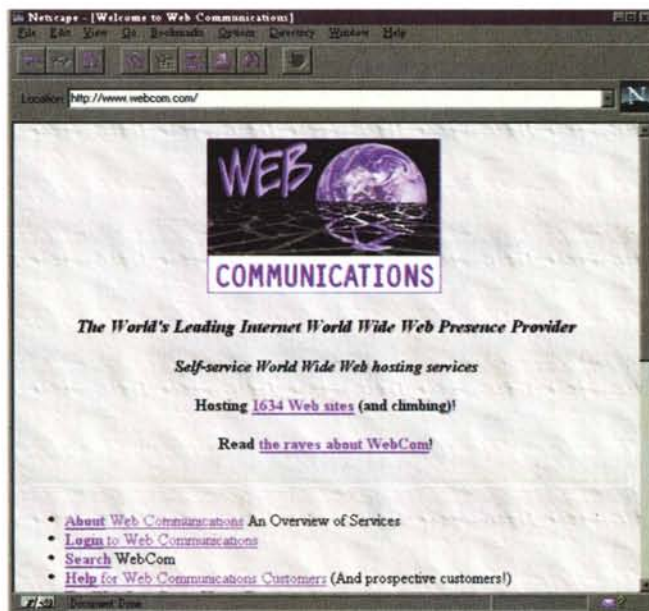 Netscape - [Welcome to Web Communications]
File Edit View Go Bookmarks Options Directory Window Help
Location: http://www.webcom.com/
N
WEB
COMMUNICATIONS
The World's Leading Internet World Wide Web Presence Provider
Self-service World Wide Web hosting services
Hosting 1634 Web sites (and climbing)!
Read the raves about WebCom!
• About Web Communications An Overview of Services
• Login to Web Communications
• Search WebCom
• Help for Web Communications Customers (And prospective customers!)
Document: Done